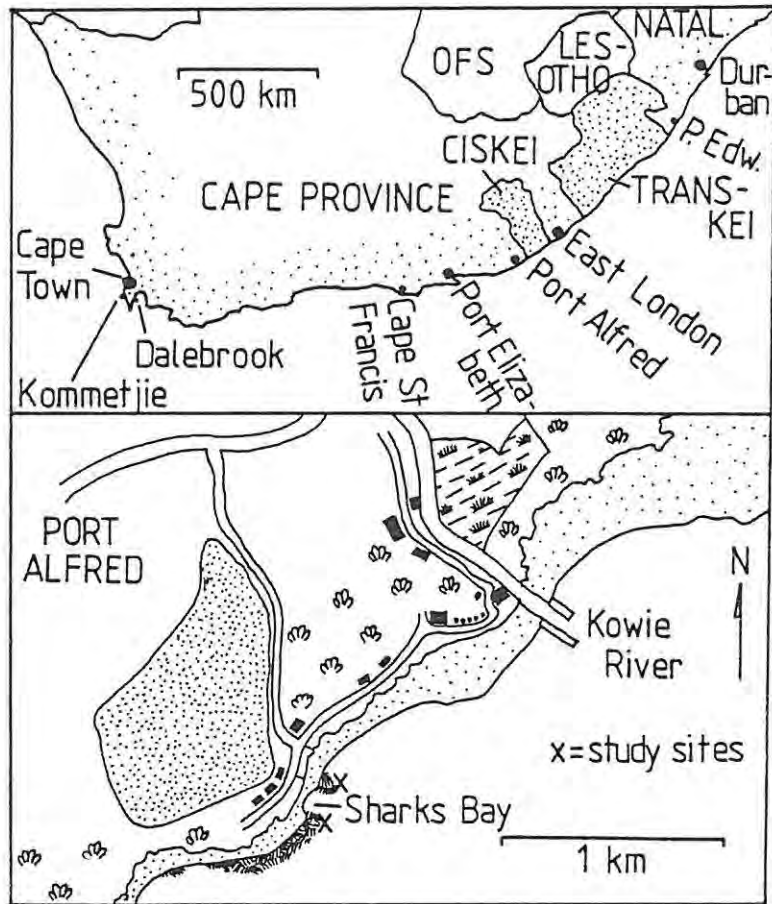 NATAL
OFS
LES-
OTHO
Dur-
ban
500 km
P. Edw.
CISKEI
TRANS-
KEI
CAPE PROVINCE
Cape
Town
East London
Port Alfred
Port Eliza-
beth
Cape St
Francis
Dalebrook
Kommetjie
PORT
ALFRED
N
Kowie
River
x=study sites
x
Sharks Bay
x
1 km